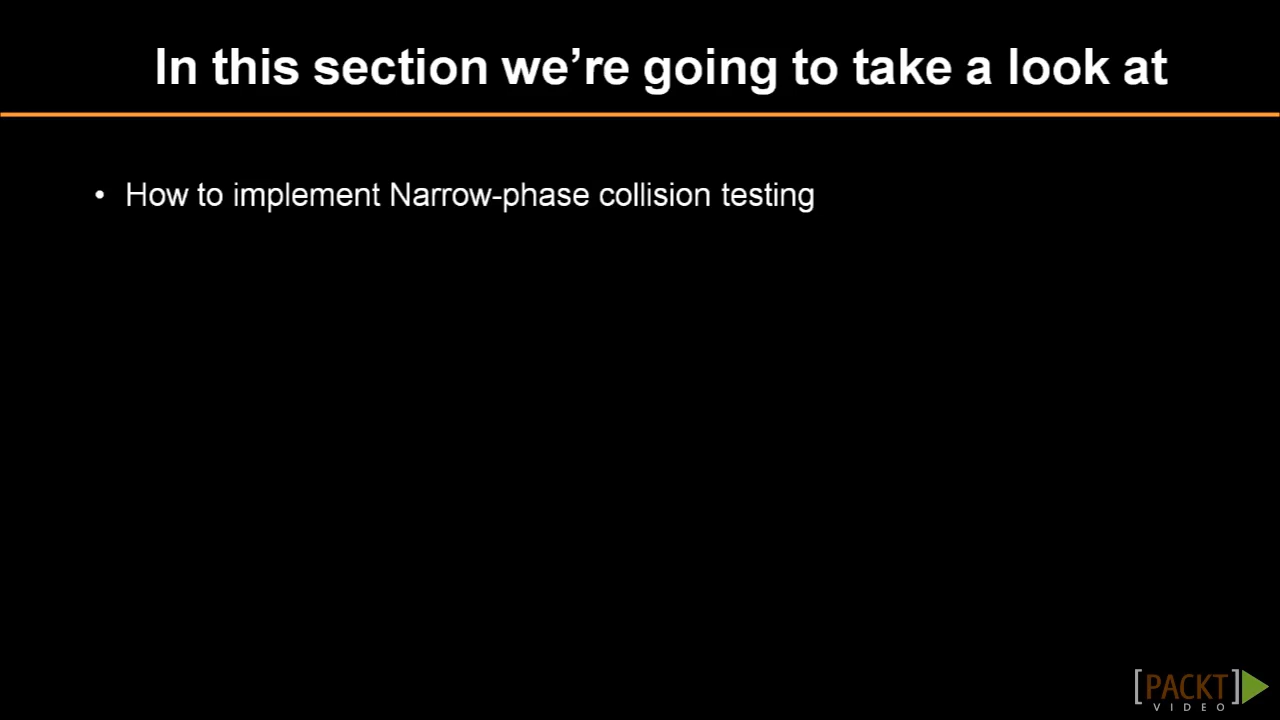 In this section we’re going to take a look at
• How to implement Narrow-phase collision testing
[PACKT]
VIDEO